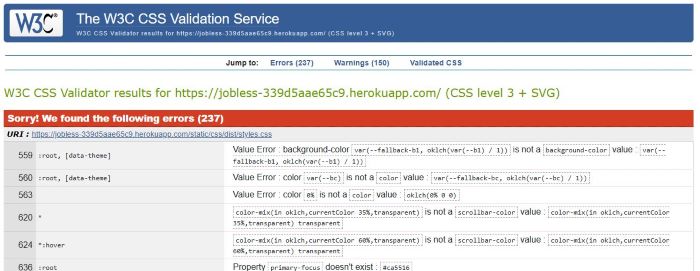 W3C® The W3C CSS Validation Service
W3C CSS Validator results for https://jobless-339d5aae65c9.herokuapp.com/ (CSS level 3 + SVG)
Jump to: Errors (237) Warnings (150) Validated CSS
W3C CSS Validator results for https://jobless-339d5aae65c9.herokuapp.com/ (CSS level 3 + SVG)
Sorry! We found the following errors (237)
URI : https://jobless-339d5aae65c9.herokuapp.com/static/css/dist/styles.css
559 :root, [data-theme] Value Error : background-color var(--fallback-b1, oklch(var(--b1) / 1)) is not a background-color value : var(--
fallback-b1, oklch(var(--b1) / 1))
560 :root, [data-theme] Value Error : color var(--bc) is not a color value : var(--fallback-bc, oklch(var(--bc) / 1))
563 Value Error : color 0% is not a color value : oklch(0% 0 0)
620 * color-mix(in oklch,currentColor 35%,transparent) is not a scrollbar-color value : color-mix(in oklch,currentColor
35%,transparent) transparent
624 *:hover color-mix(in oklch,currentColor 60%,transparent) is not a scrollbar-color value : color-mix(in oklch,currentColor
60%,transparent) transparent
636 :root Property primary-focus doesn't exist : #ca5516